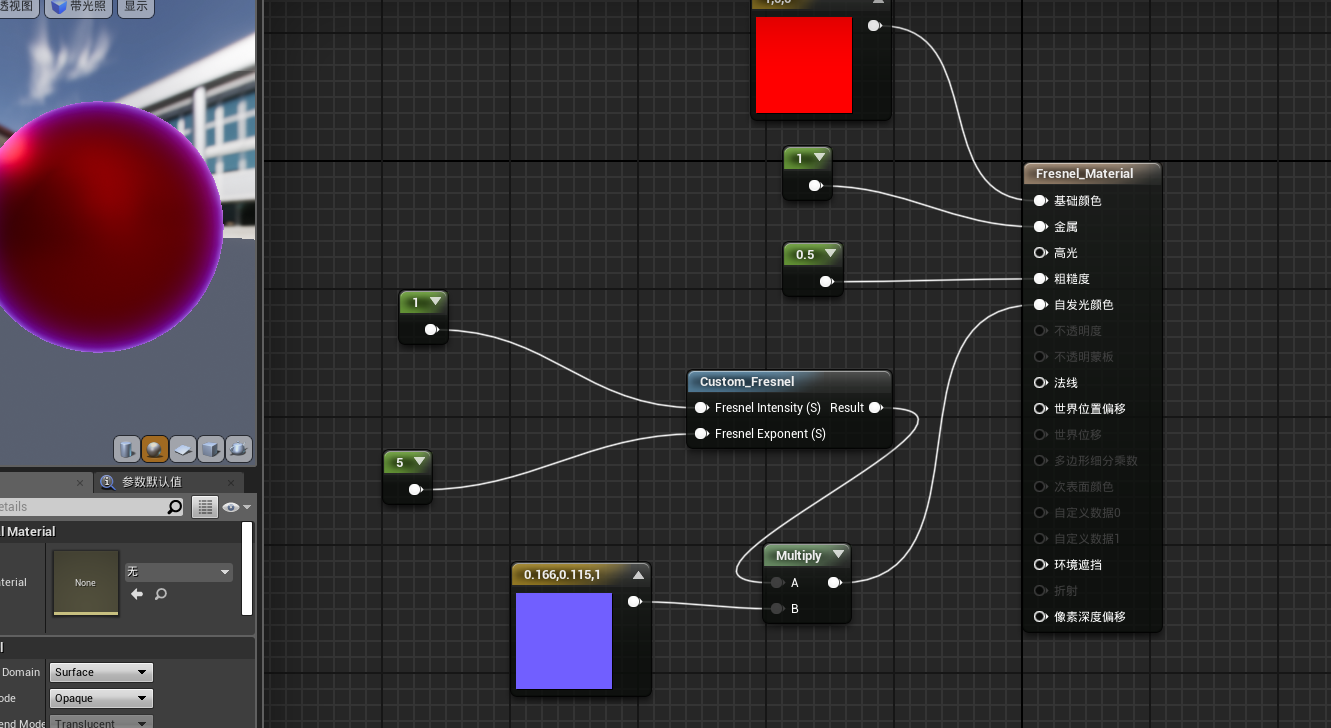 透视图 带光照 显示
1
0.5
1
5
Custom_Fresnel
Fresnel Intensity (S) Result
Fresnel Exponent (S)
Multiply
A
B
0.166,0.115,1
Fresnel_Material
基础颜色
金属
高光
粗糙度
自发光颜色
不透明度
不透明蒙板
法线
世界位置偏移
世界位移
多边形细分乘数
次表面颜色
自定义数据0
自定义数据1
环境遮挡
折射
像素深度偏移
参数默认值
etails
l Material
terial
None
无
l
Domain
Surface
ode
Opaque
end Mode
Translucent